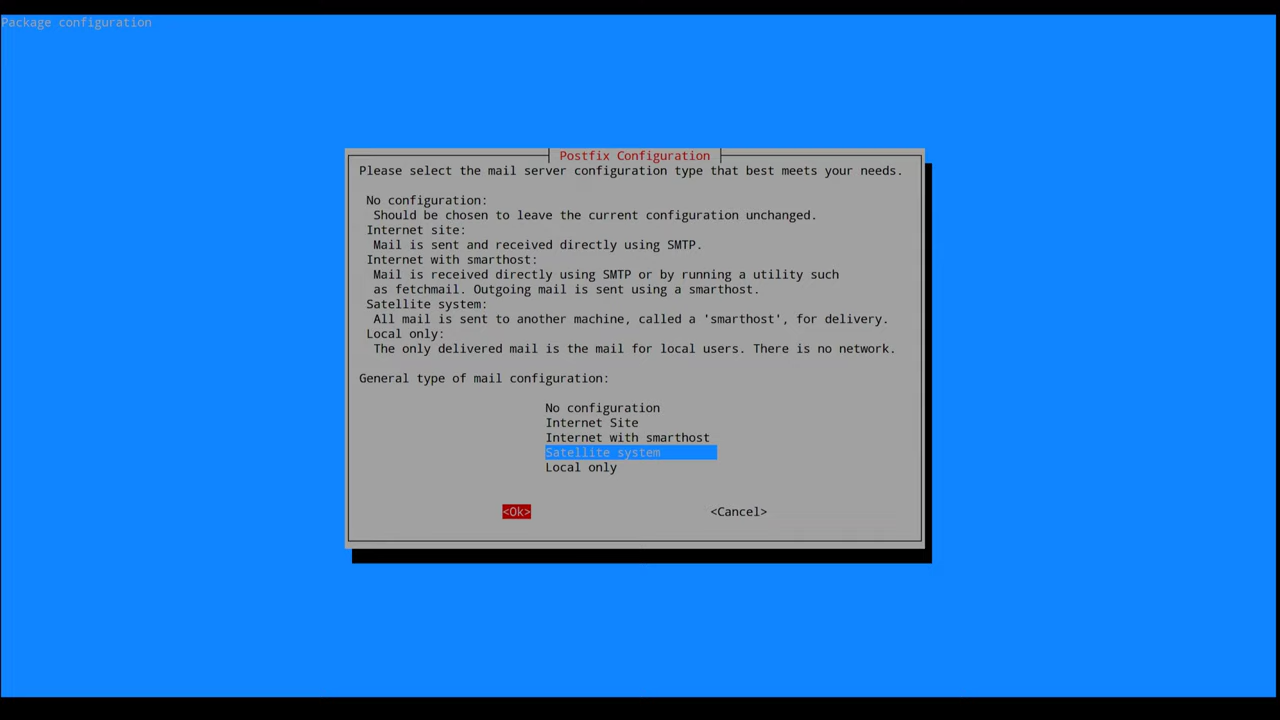 Package configuration
Postfix Configuration
Please select the mail server configuration type that best meets your needs.
No configuration:
Should be chosen to leave the current configuration unchanged.
Internet site:
Mail is sent and received directly using SMTP.
Internet with smarthost:
Mail is received directly using SMTP or by running a utility such
as fetchmail. Outgoing mail is sent using a smarthost.
Satellite system:
All mail is sent to another machine, called a 'smarthost', for delivery.
Local only:
The only delivered mail is the mail for local users. There is no network.
General type of mail configuration:
No configuration
Internet Site
Internet with smarthost
Satellite system
Local only
<Ok> <Cancel>